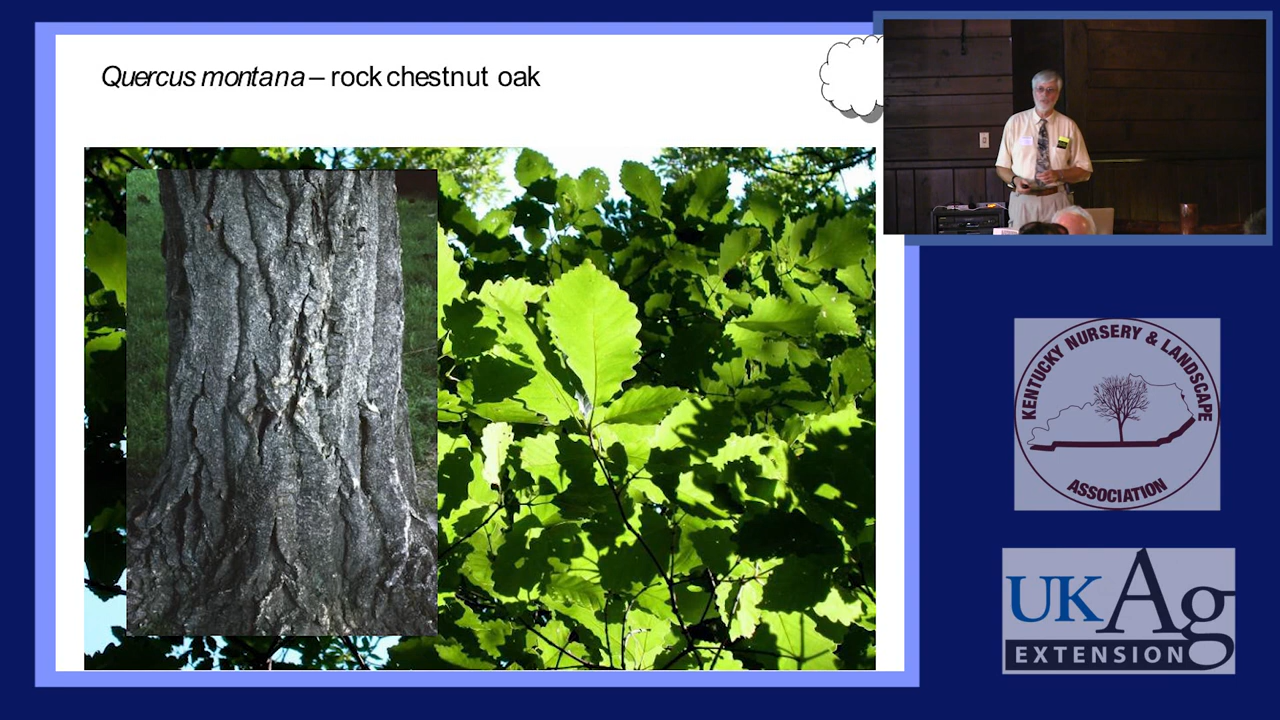 Quercus montana – rock chestnut oak
KENTUCKY NURSERY & LANDSCAPE
ASSOCIATION
UKAg
EXTENSION